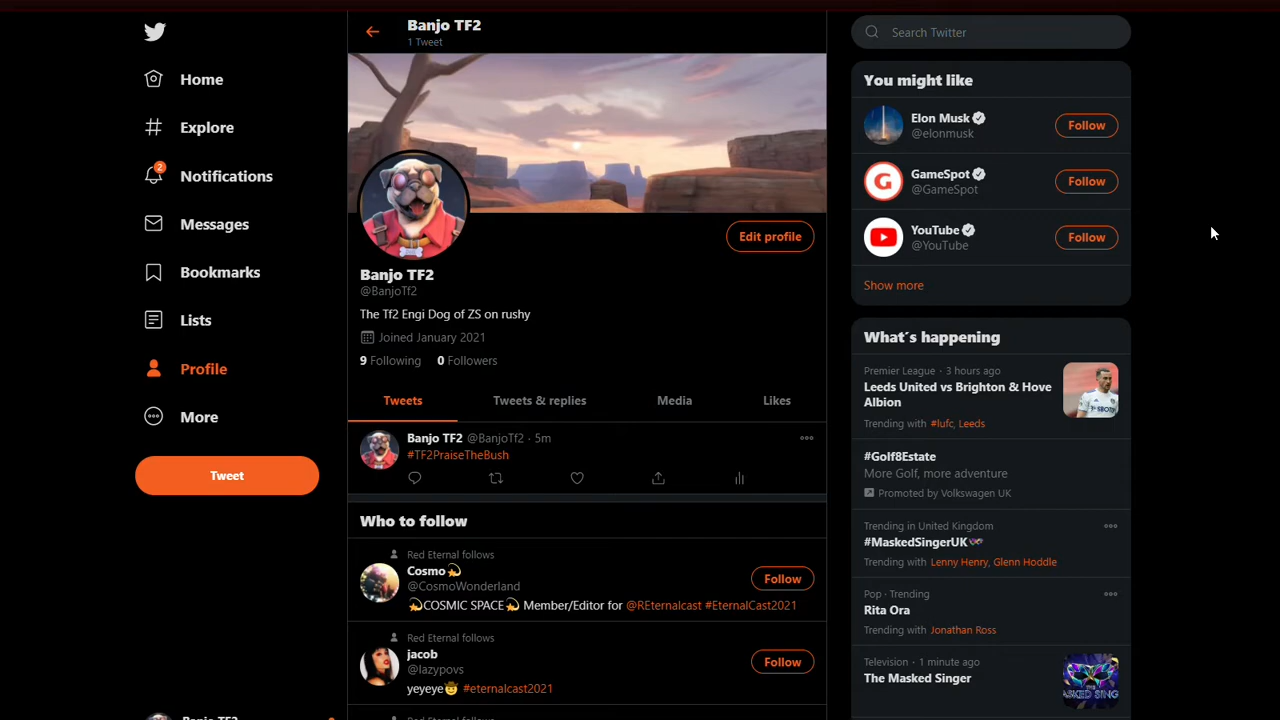 Home
Explore
2
Notifications
Messages
Bookmarks
Lists
Profile
More
Tweet
Banjo TF2
Banjo TF2
1 Tweet
Edit profile
Banjo TF2
@BanjoTf2
The Tf2 Engi Dog of ZS on rushy
Joined January 2021
9 Following 0 Followers
Tweets Tweets & replies Media Likes
Banjo TF2 @BanjoTf2 · 5m
#TF2PraiseTheBush
Who to follow
Red Eternal follows
Cosmo💫
@CosmoWonderland
Follow
💫COSMIC SPACE💫 Member/Editor for @REternalcast #EternalCast2021
Red Eternal follows
jacob
@lazypovs
Follow
yeyeye🤠 #eternalcast2021
Search Twitter
You might like
Elon Musk
@elonmusk
Follow
G
GameSpot
@GameSpot
Follow
YouTube
@YouTube
Follow
Show more
What´s happening
Premier League · 3 hours ago
Leeds United vs Brighton & Hove
Albion
Trending with #lufc, Leeds
SBOTO
#Golf8Estate
More Golf, more adventure
Promoted by Volkswagen UK
Trending in United Kingdom
#MaskedSingerUK
Trending with Lenny Henry, Glenn Hoddle
Pop · Trending
Rita Ora
Trending with Jonathan Ross
Television · 1 minute ago
The Masked Singer